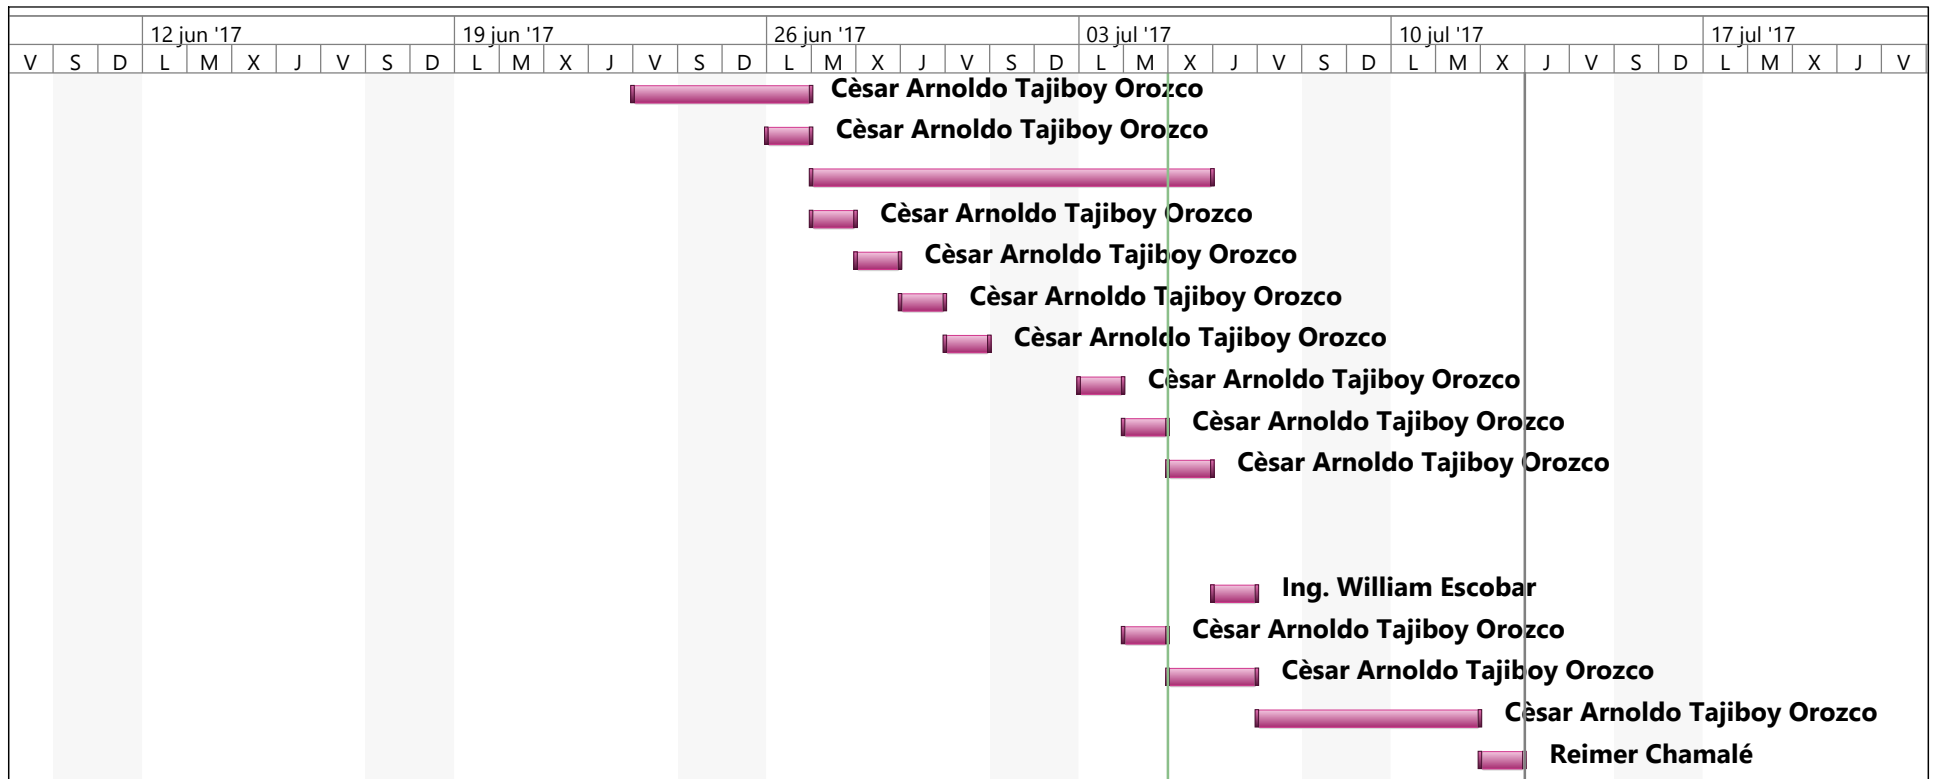 12 jun '17 19 jun '17 26 jun '17 03 jul '17 10 jul '17 17 jul '17
V S D L M X J V S D L M X J V S D L M X J V S D L M X J V S D L M X J V S D L M X J V
Cèsar Arnoldo Tajiboy Orozco
Cèsar Arnoldo Tajiboy Orozco
Cèsar Arnoldo Tajiboy Orozco
Cèsar Arnoldo Tajiboy Orozco
Cèsar Arnoldo Tajiboy Orozco
Cèsar Arnoldo Tajiboy Orozco
Cèsar Arnoldo Tajiboy Orozco
Cèsar Arnoldo Tajiboy Orozco
Cèsar Arnoldo Tajiboy Orozco
Ing. William Escobar
Cèsar Arnoldo Tajiboy Orozco
Cèsar Arnoldo Tajiboy Orozco
Cèsar Arnoldo Tajiboy Orozco
Reimer Chamalé